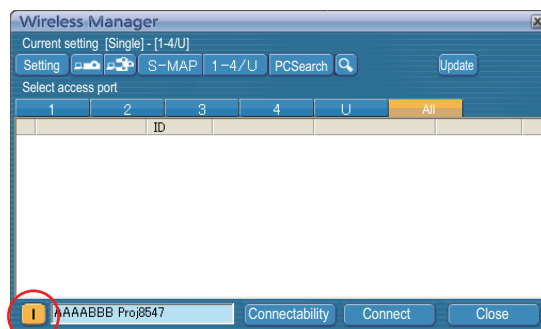 Wireless Manager
Current setting [Single] - [1-4/U]
Setting S-MAP 1-4/U PCSearch Update
Select access port
1 2 3 4 U All
ID
I AAAABBB Proj8547 Connectability Connect Close